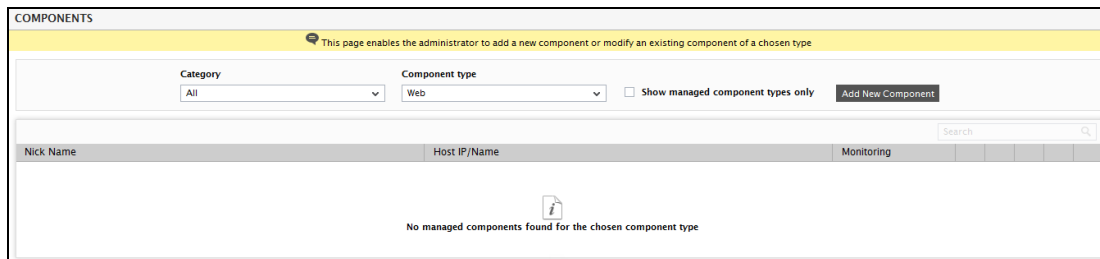 COMPONENTS
This page enables the administrator to add a new component or modify an existing component of a chosen type
Category Component type
All Web Show managed component types only Add New Component
Search
Nick Name Host IP/Name Monitoring
No managed components found for the chosen component type